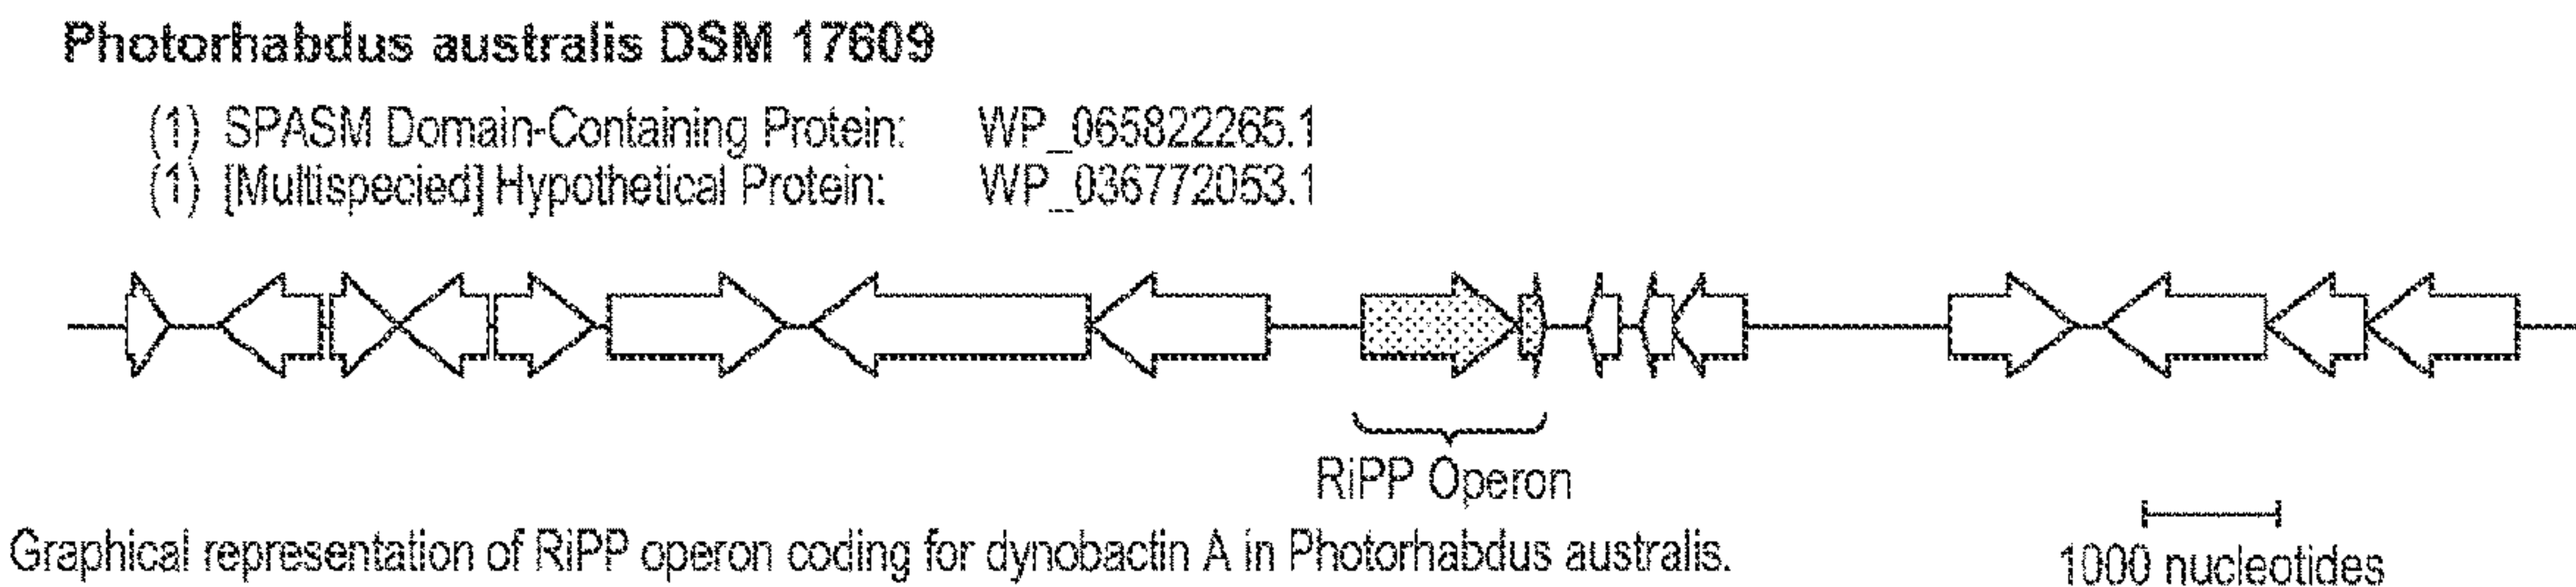 Photorhabdus australis DSM 17609
(1) SPASM Domain-Containing Protein: WP_065822265.1
(1) [Multispecied] Hypothetical Protein: WP_036772053.1
RiPP Operon
Graphical representation of RiPP operon coding for dynobactin A in Photorhabdus australis.
1000 nucleotides